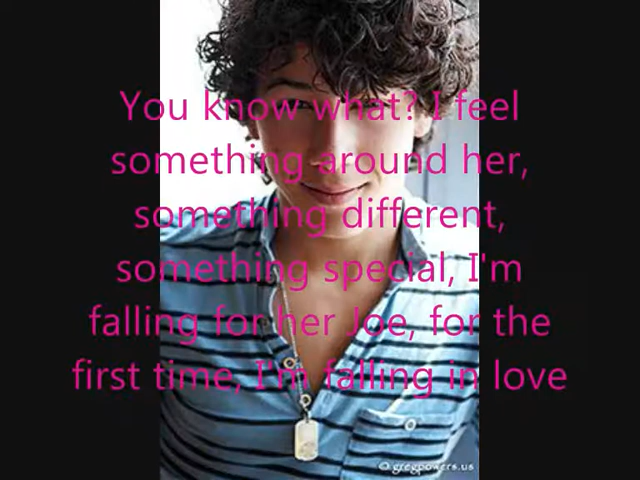 You know what? I feel
something around her,
something different,
something special, I'm
falling for her Joe, for the
first time, I'm falling in love
© gregpowers.us